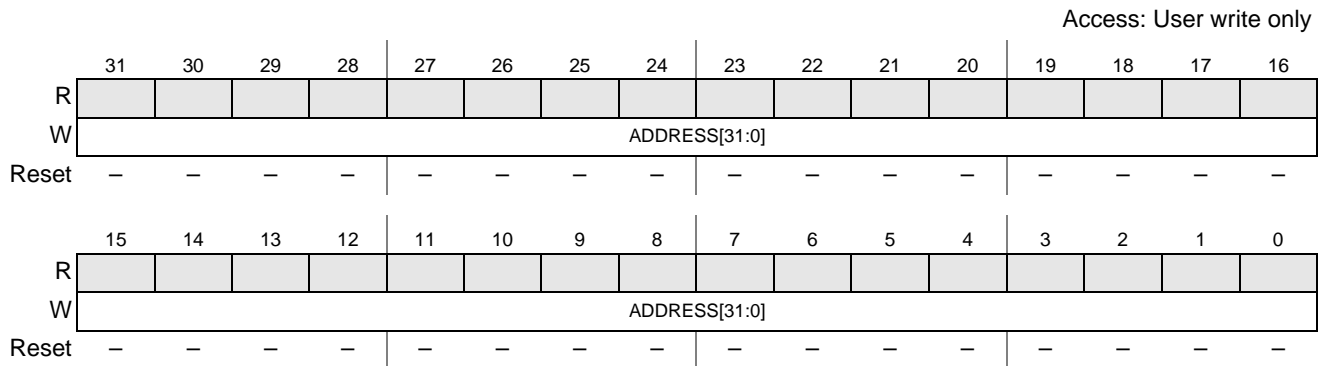 Access: User write only
31 30 29 28 27 26 25 24 23 22 21 20 19 18 17 16
R
W ADDRESS[31:0]
Reset – – – – – – – – – – – – – – – –
15 14 13 12 11 10 9 8 7 6 5 4 3 2 1 0
R
W ADDRESS[31:0]
Reset – – – – – – – – – – – – – – – –